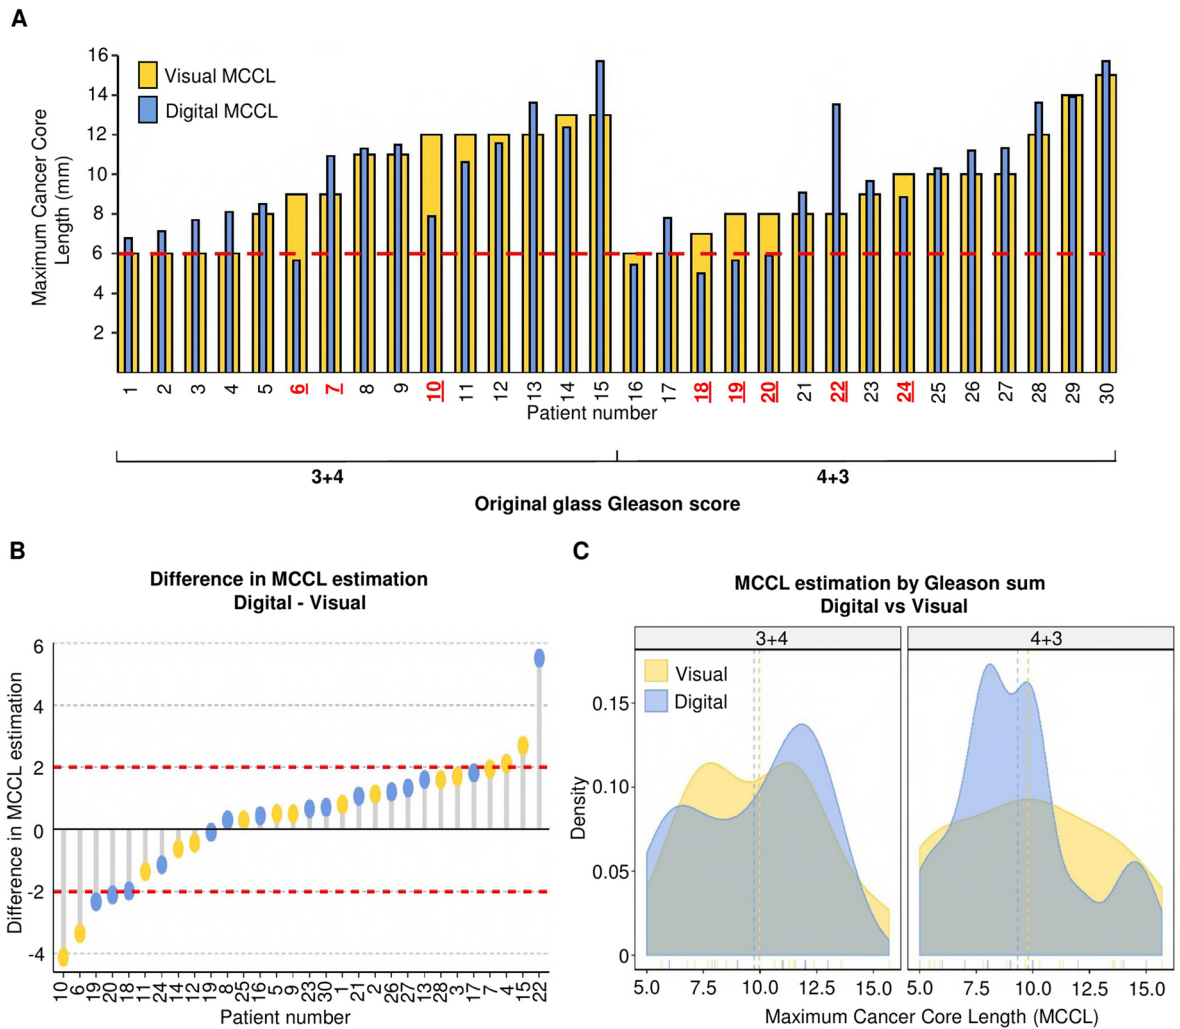 A
Maximum Cancer Core
Length (mm)
16
14
12
10
8
6
4
2
Visual MCCL
Digital MCCL
1 2 3 4 5 6 7 8 9 10 11 12 13 14 15 16 17 18 19 20 21 22 23 24 25 26 27 28 29 30
Patient number
3+4 4+3
Original glass Gleason score
B
Difference in MCCL estimation
Digital - Visual
Difference in MCCL estimation
6
4
2
0
-2
-4
10 6 19 20 18 11 24 14 12 19 8 25 16 5 9 23 30 1 21 2 26 27 13 28 3 17 7 4 15 22
Patient number
C
MCCL estimation by Gleason sum
Digital vs Visual
3+4 4+3
Visual
Digital
Density
0.15
0.10
0.05
0
5.0 7.5 10.0 12.5 15.0 5.0 7.5 10.0 12.5 15.0
Maximum Cancer Core Length (MCCL)